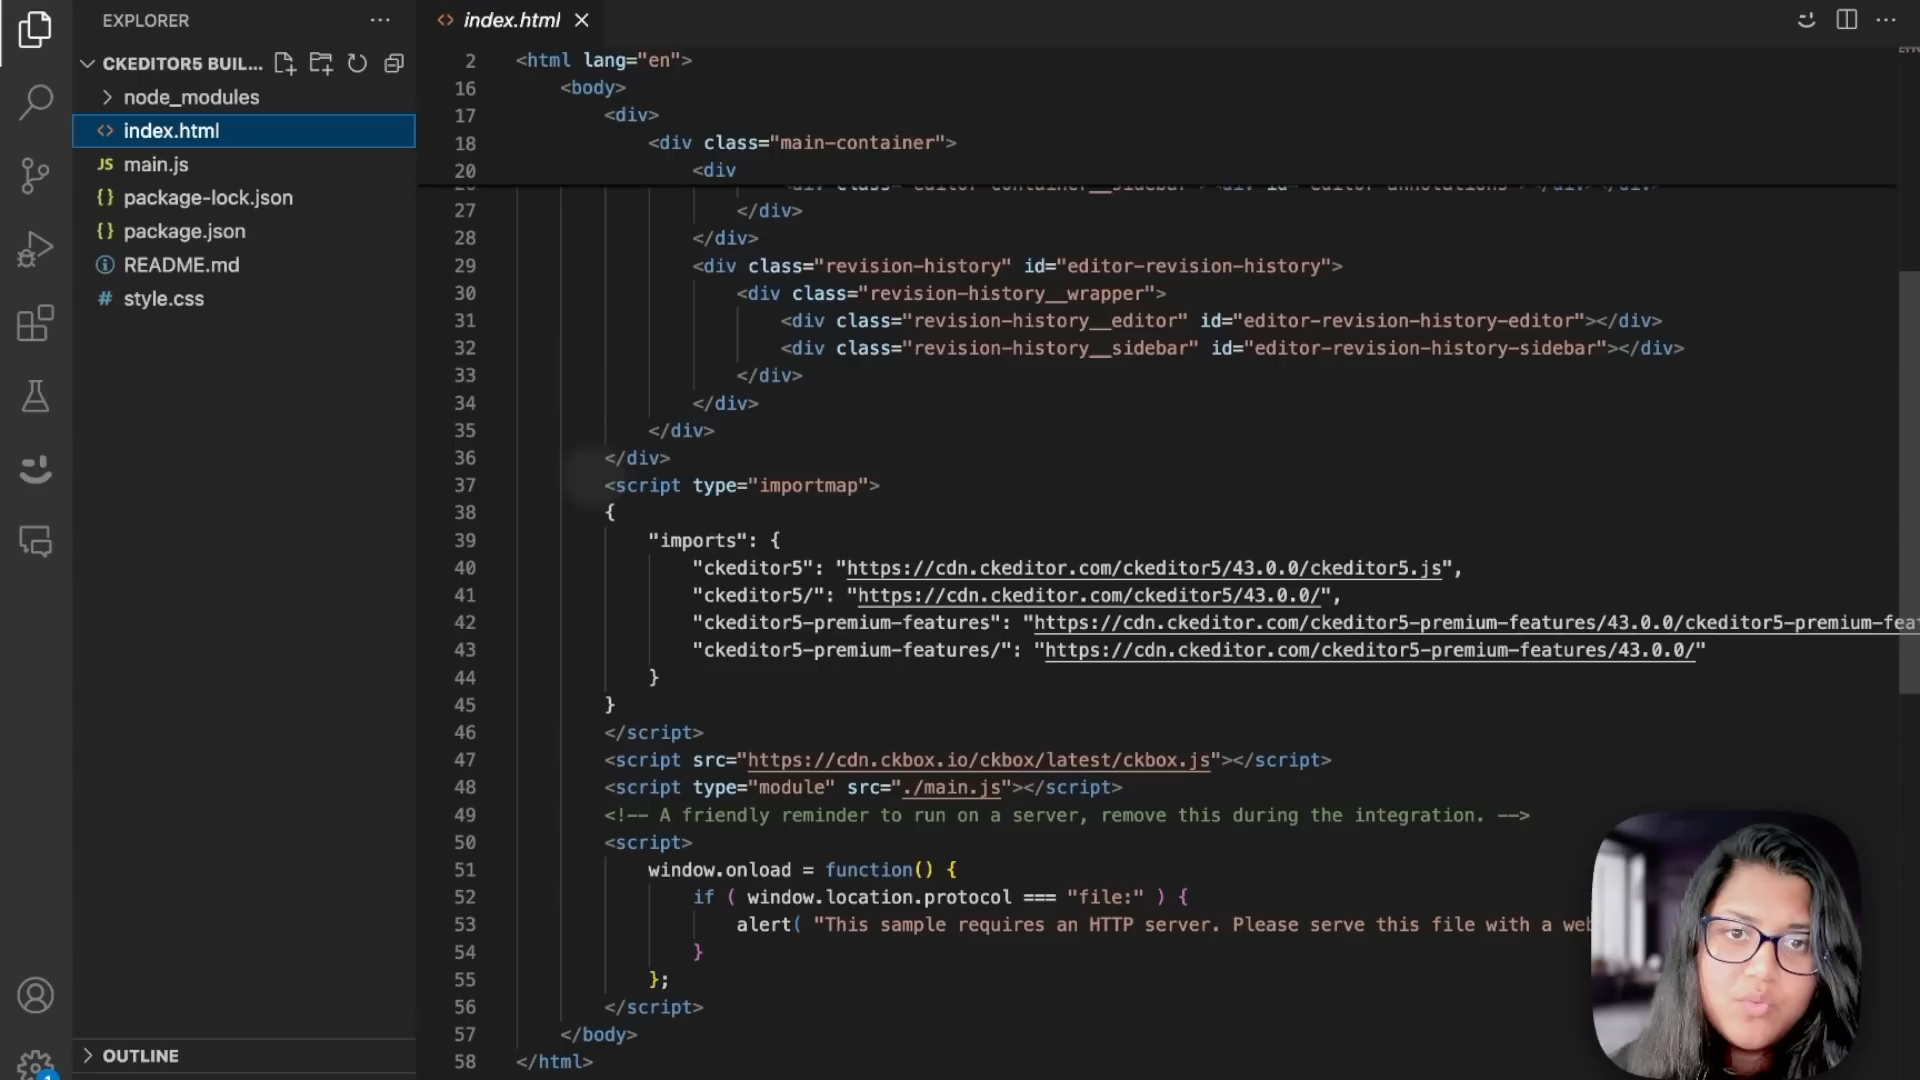 EXPLORER
CKEDITOR5 BUIL...
node_modules
index.html
JS main.js
{} package-lock.json
{} package.json
README.md
# style.css
OUTLINE
1
<> index.html
2 <html lang="en">
16 <body>
17 <div>
18 <div class="main-container">
20 <div
27 </div>
28 </div>
29 <div class="revision-history" id="editor-revision-history">
30 <div class="revision-history__wrapper">
31 <div class="revision-history__editor" id="editor-revision-history-editor"></div>
32 <div class="revision-history__sidebar" id="editor-revision-history-sidebar"></div>
33 </div>
34 </div>
35 </div>
36 </div>
37 <script type="importmap">
38 {
39 "imports": {
40 "ckeditor5": "https://cdn.ckeditor.com/ckeditor5/43.0.0/ckeditor5.js",
41 "ckeditor5/": "https://cdn.ckeditor.com/ckeditor5/43.0.0/",
42 "ckeditor5-premium-features": "https://cdn.ckeditor.com/ckeditor5-premium-features/43.0.0/ckeditor5-premium-fea
43 "ckeditor5-premium-features/": "https://cdn.ckeditor.com/ckeditor5-premium-features/43.0.0/"
44 }
45 }
46 </script>
47 <script src="https://cdn.ckbox.io/ckbox/latest/ckbox.js"></script>
48 <script type="module" src="./main.js"></script>
49 <!-- A friendly reminder to run on a server, remove this during the integration. -->
50 <script>
51 window.onload = function() {
52 if ( window.location.protocol === "file:" ) {
53 alert( "This sample requires an HTTP server. Please serve this file with a web
54 }
55 };
56 </script>
57 </body>
58 </html>